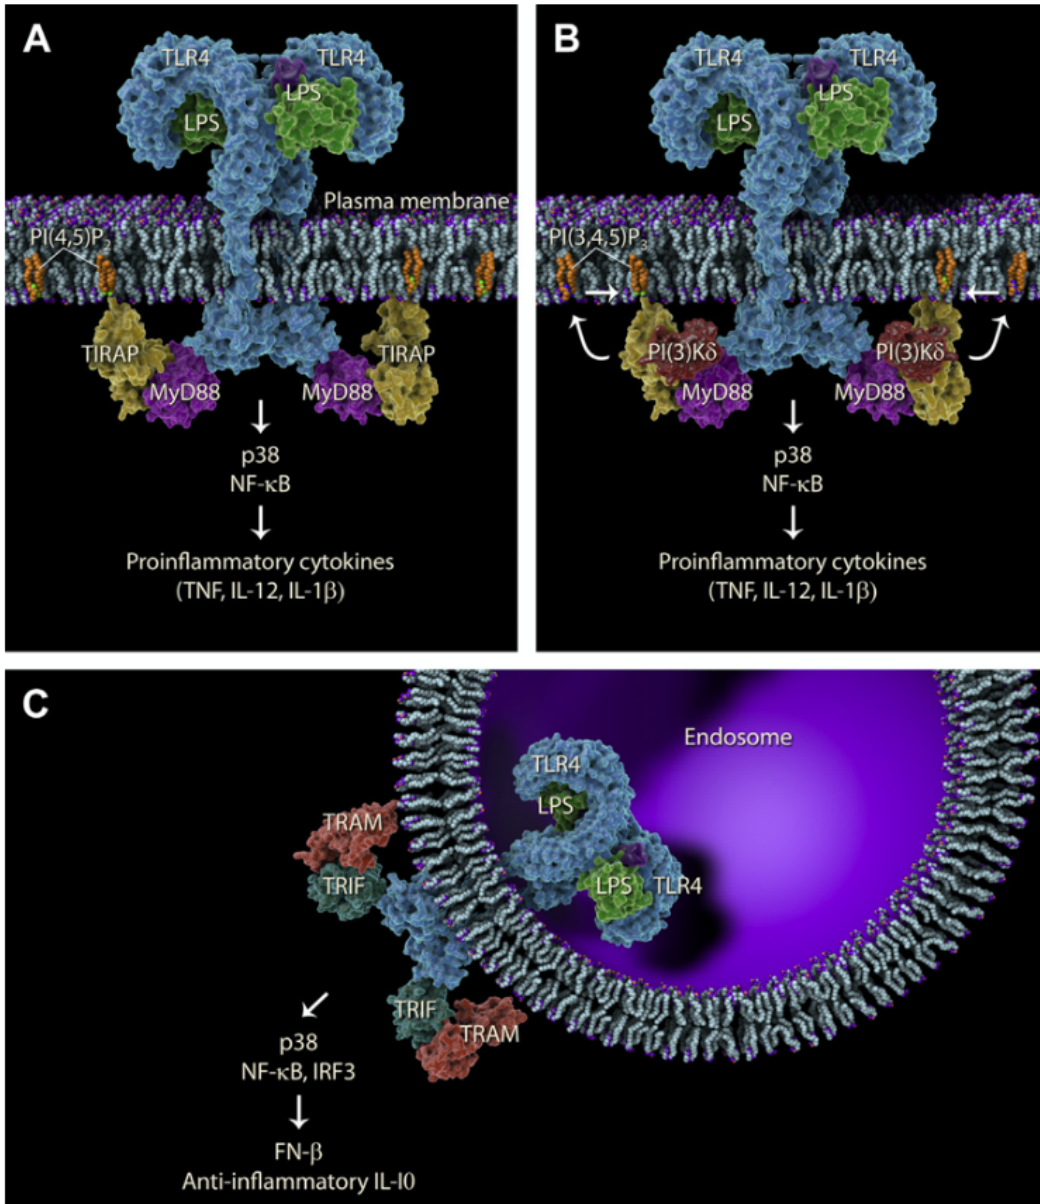 A
TLR4
TLR4
LPS
LPS
Plasma membrane
PI(4,5)P2
TIRAP
TIRAP
MyD88
MyD88
p38
NF-κB
Proinflammatory cytokines
(TNF, IL-12, IL-1β)
B
TLR4
TLR4
LPS
LPS
PI(3,4,5)P3
PI(3)Kδ
PI(3)Kδ
MyD88
MyD88
p38
NF-κB
Proinflammatory cytokines
(TNF, IL-12, IL-1β)
C
Endosome
TLR4
LPS
TRAM
TRIF
LPS
TLR4
TRIF
TRAM
p38
NF-κB, IRF3
FN-β
Anti-inflammatory IL-I0